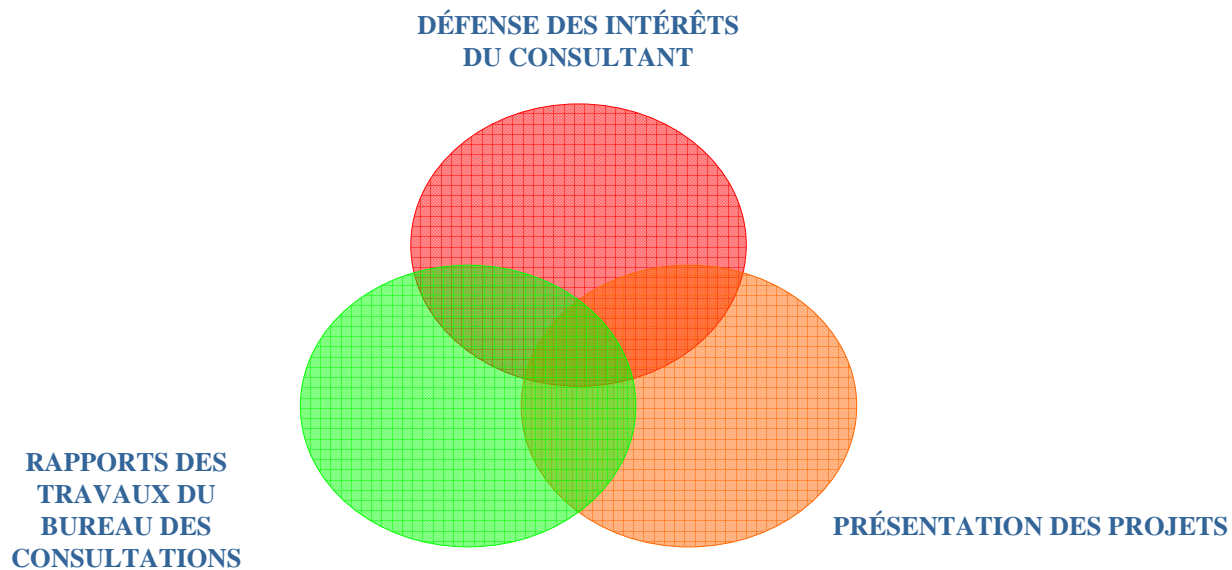 DÉFENSE DES INTÉRÊTS
DU CONSULTANT
RAPPORTS DES
TRAVAUX DU
BUREAU DES
CONSULTATIONS
PRÉSENTATION DES PROJETS